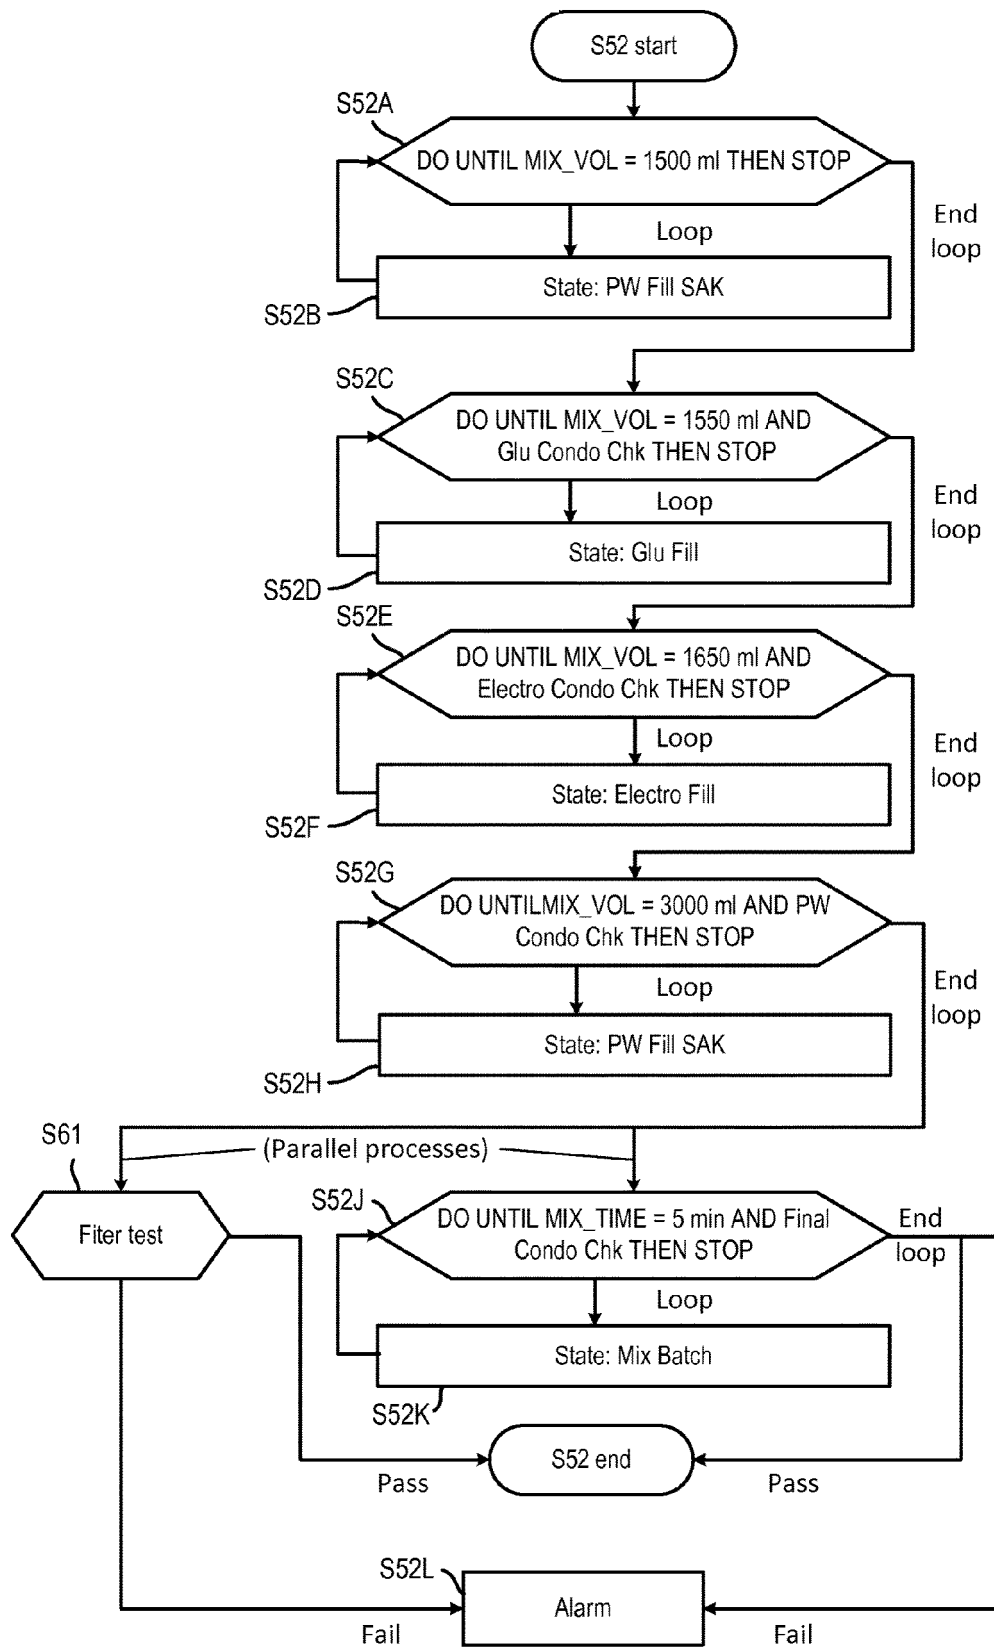 S52 start
S52A
DO UNTIL MIX_VOL = 1500 ml THEN STOP
End
loop
Loop
State: PW Fill SAK
S52B
S52C
DO UNTIL MIX_VOL = 1550 ml AND
Glu Condo Chk THEN STOP
End
loop
Loop
State: Glu Fill
S52D
S52E
DO UNTIL MIX_VOL = 1650 ml AND
Electro Condo Chk THEN STOP
End
loop
Loop
State: Electro Fill
S52F
S52G
DO UNTILMIX_VOL = 3000 ml AND PW
Condo Chk THEN STOP
End
loop
Loop
State: PW Fill SAK
S52H
S61
(Parallel processes)
Fiter test
S52J
DO UNTIL MIX_TIME = 5 min AND Final
Condo Chk THEN STOP
End
loop
Loop
State: Mix Batch
S52K
S52 end
Pass
Pass
S52L
Alarm
Fail
Fail